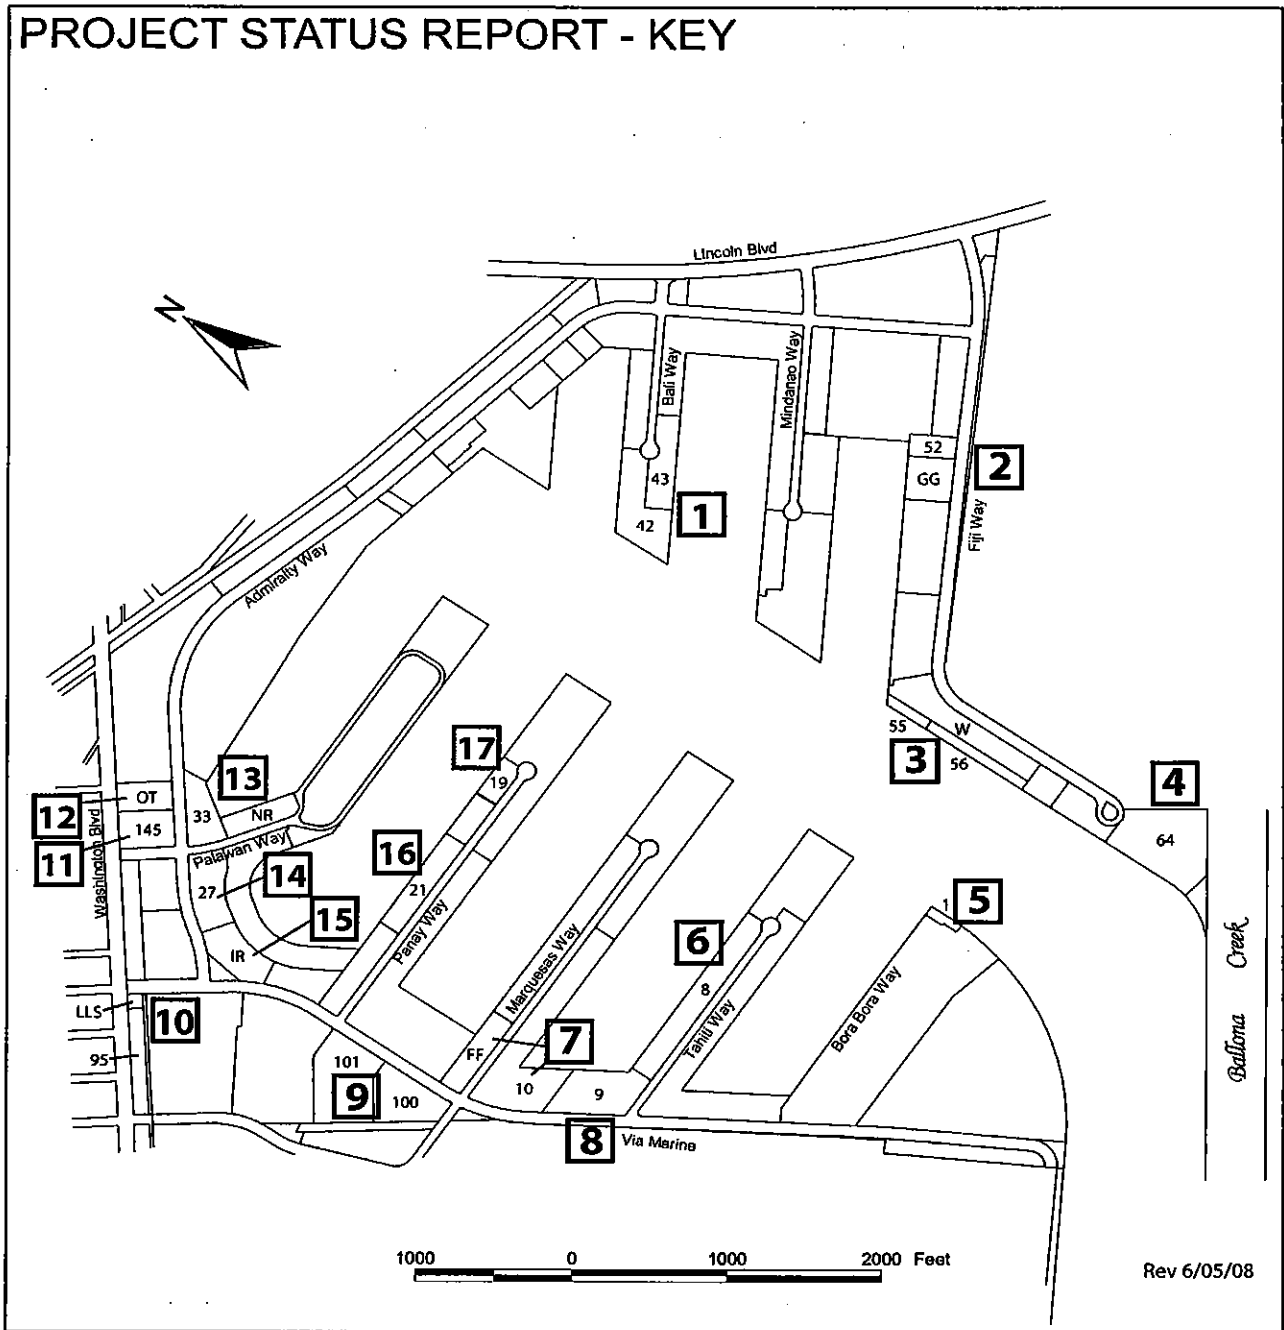 PROJECT STATUS REPORT - KEY
Lincoln Blvd
N
Bali Way
Mindanao Way
52
2
43
GG
1
42
Fiji Way
Admiralty Way
55
W
17
3
56
13
19
4
OT
12
33
NR
145
64
11
Palawan Way
Washington Blvd
16
14
27
21
5
1
15
Panay Way
6
IR
Marquesas Way
8
Ballona Creek
LLS
10
Tahiti Way
Bora Bora Way
7
FF
95
101
10
9
9
100
8
Via Marina
1000 0 1000 2000 Feet
Rev 6/05/08